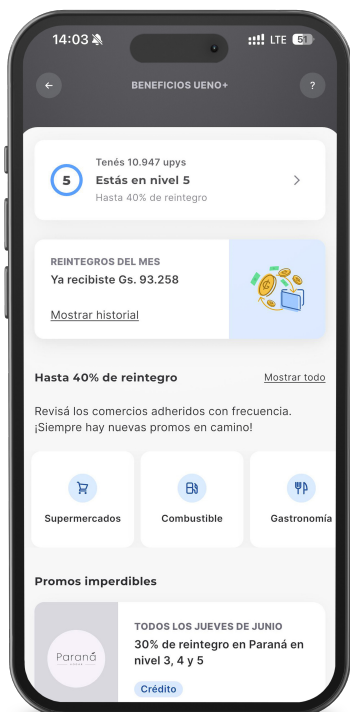 14:03
LTE 51
BENEFICIOS UENO+
?
Tenés 10.947 upys
5
Estás en nivel 5
Hasta 40% de reintegro
REINTEGROS DEL MES
Ya recibiste Gs. 93.258
Mostrar historial
Hasta 40% de reintegro
Mostrar todo
Revisá los comercios adheridos con frecuencia.
¡Siempre hay nuevas promos en camino!
Supermercados
Combustible
Gastronomía
Promos imperdibles
TODOS LOS JUEVES DE JUNIO
30% de reintegro en Paraná en
nivel 3, 4 y 5
Paraná
Crédito